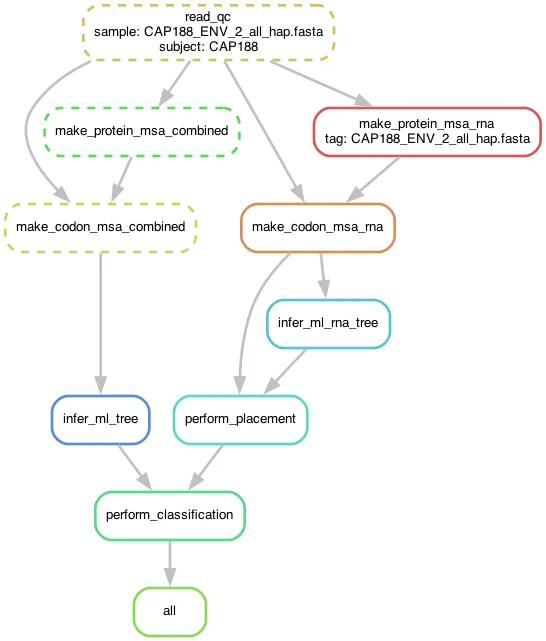 read_qc
sample: CAP188_ENV_2_all_hap.fasta
subject: CAP188
make_protein_msa_combined
make_protein_msa_rna
tag: CAP188_ENV_2_all_hap.fasta
make_codon_msa_combined
make_codon_msa_rna
infer_ml_rna_tree
infer_ml_tree
perform_placement
perform_classification
all